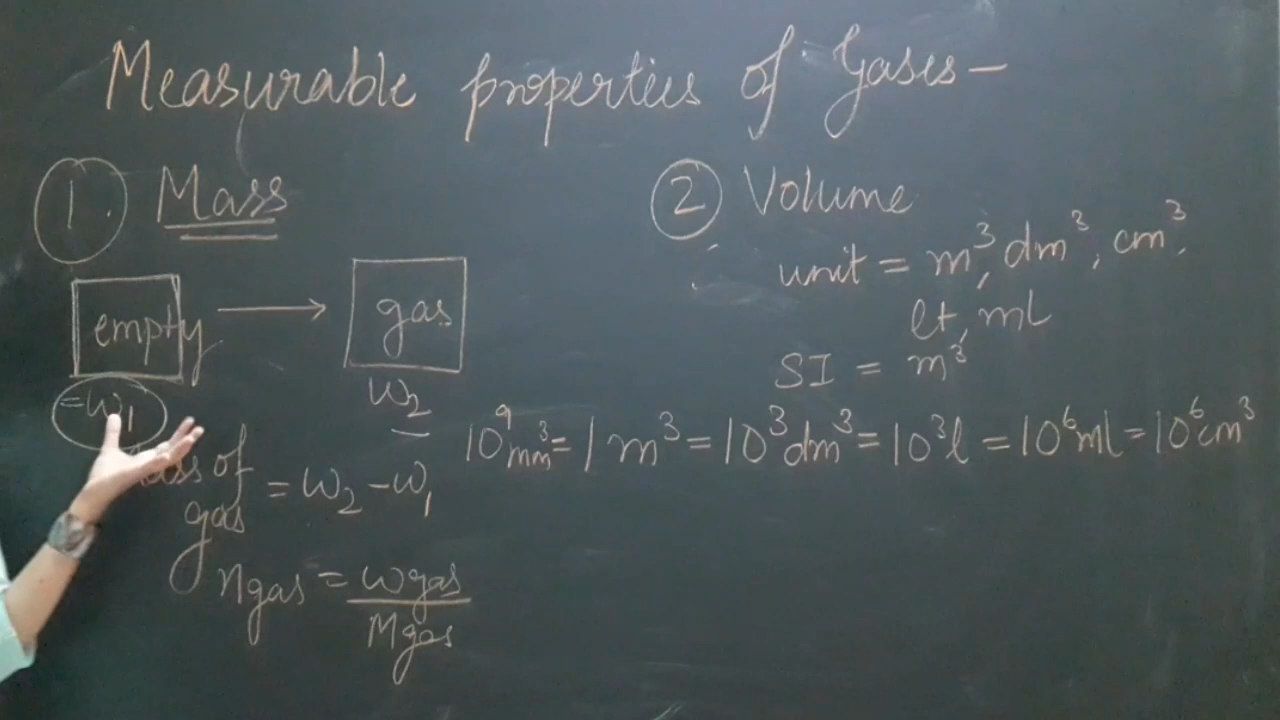 Measurable properties of Gases -
1. Mass
empty → gas
= w₁
w₂
of
gas = w₂ - w₁
ngas = wgas / Mgas
2 Volume
unit = m³, dm³, cm³,
lt, ml
SI = m³
10⁹mm³ = 1 m³ = 10³dm³ = 10³l = 10⁶ml = 10⁶cm³